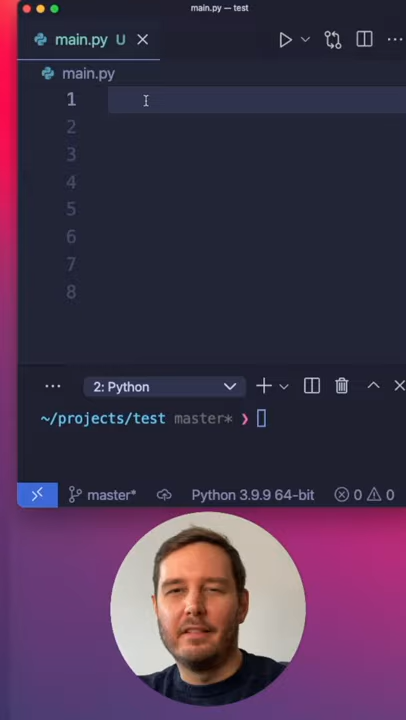 main.py — test
main.py U
main.py
1
2
3
4
5
6
7
8
2: Python
~/projects/test master* ❯
master* Python 3.9.9 64-bit 0 0